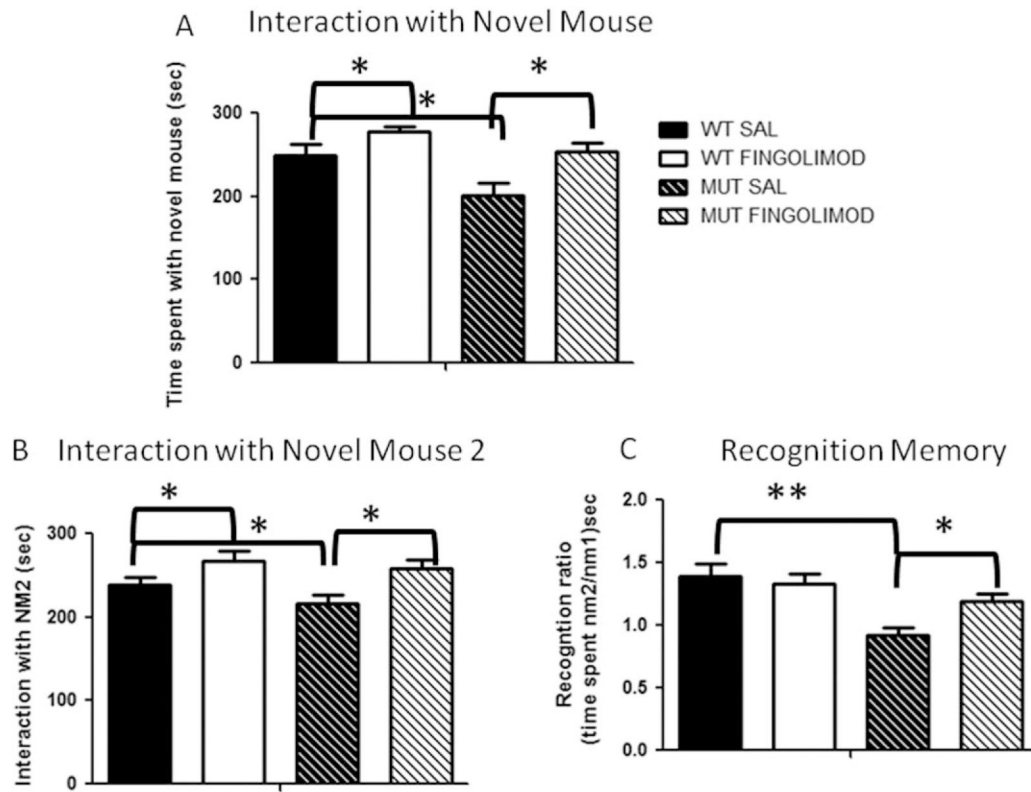 A Interaction with Novel Mouse
* *
*
Time spent with novel mouse (sec)
300
200
100
0
WT SAL
WT FINGOLIMOD
MUT SAL
MUT FINGOLIMOD
B Interaction with Novel Mouse 2
* * *
Interaction with NM2 (sec)
300
200
100
0
C Recognition Memory
**
*
Recogntion ratio
(time spent nm2/nm1)sec
2.0
1.5
1.0
0.5
0.0